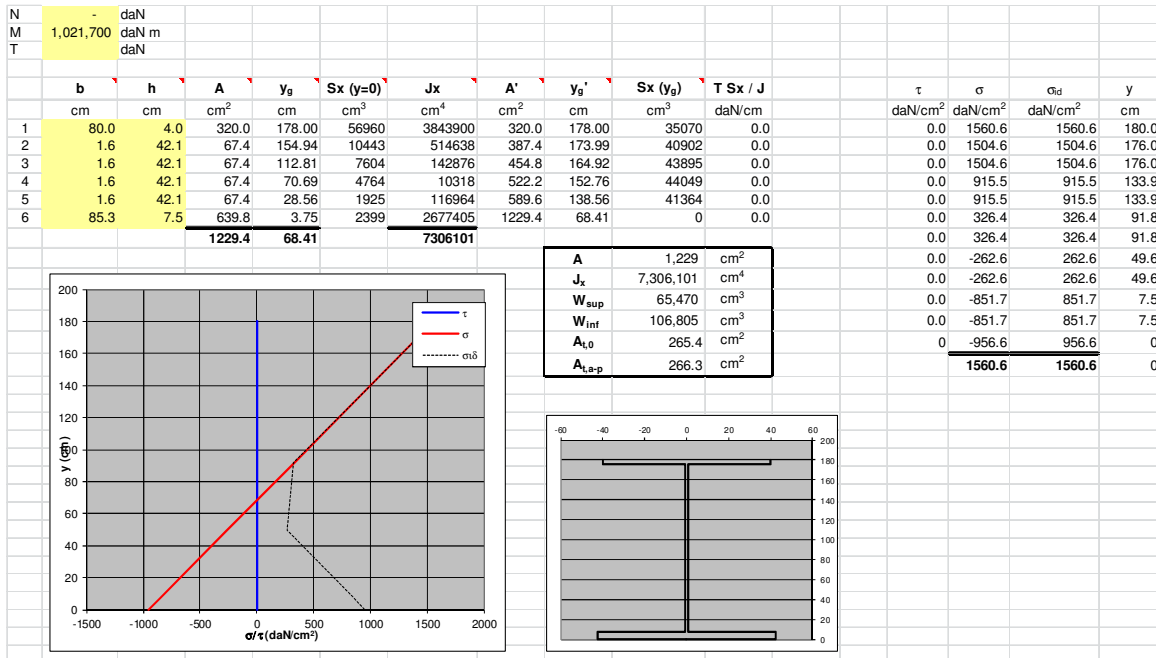 N - daN
M 1,021,700 daN m
T daN
b h A yg Sx (y=0) Jx A' yg' Sx (yg) T Sx / J τ σ σid y
cm cm cm² cm cm³ cm⁴ cm² cm cm³ daN/cm daN/cm² daN/cm² daN/cm² cm
1 80.0 4.0 320.0 178.00 56960 3843900 320.0 178.00 35070 0.0 0.0 1560.6 1560.6 180.0
2 1.6 42.1 67.4 154.94 10443 514638 387.4 173.99 40902 0.0 0.0 1504.6 1504.6 176.0
3 1.6 42.1 67.4 112.81 7604 142876 454.8 164.92 43895 0.0 0.0 1504.6 1504.6 176.0
4 1.6 42.1 67.4 70.69 4764 10318 522.2 152.76 44049 0.0 0.0 915.5 915.5 133.9
5 1.6 42.1 67.4 28.56 1925 116964 589.6 138.56 41364 0.0 0.0 915.5 915.5 133.9
6 85.3 7.5 639.8 3.75 2399 2677405 1229.4 68.41 0 0.0 0.0 326.4 326.4 91.8
1229.4 68.41 7306101 0.0 326.4 326.4 91.8
A 1,229 cm² 0.0 -262.6 262.6 49.6
Jx 7,306,101 cm⁴ 0.0 -262.6 262.6 49.6
Wsup 65,470 cm³ 0.0 -851.7 851.7 7.5
Winf 106,805 cm³ 0.0 -851.7 851.7 7.5
At,0 265.4 cm² 0 -956.6 956.6 0
At,a-p 266.3 cm² 1560.6 1560.6 0
200
180
160
140
120
100
80
60
40
20
0
y (cm)
-1500 -1000 -500 0 500 1000 1500 2000
σ/τ (daN/cm²)
τ
σ
σιδ
-60 -40 -20 0 20 40 60
200
180
160
140
120
100
80
60
40
20
0